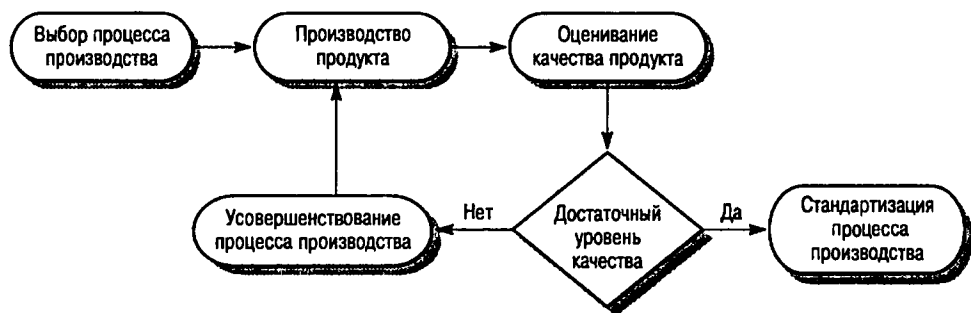 Выбор процесса
производства
Производство
продукта
Оценивание
качества продукта
Достаточный
уровень
качества
Нет
Да
Усовершенствование
процесса производства
Стандартизация
процесса
производства